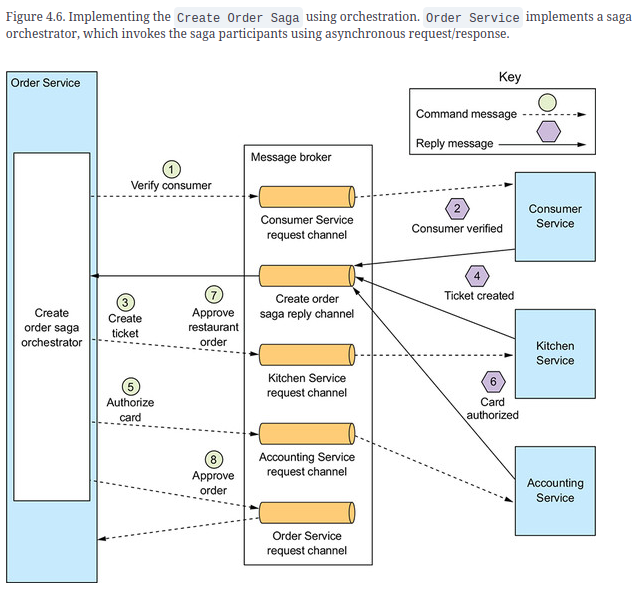 Figure 4.6. Implementing the Create Order Saga using orchestration. Order Service implements a saga
orchestrator, which invokes the saga participants using asynchronous request/response.
Key
Order Service
Command message
Reply message
Message broker
1
Verify consumer
Consumer Service
request channel
2
Consumer verified
Consumer
Service
Create order
saga reply channel
4
Ticket created
3
Create
ticket
7
Approve
restaurant
order
Create
order saga
orchestrator
Kitchen Service
request channel
Kitchen
Service
5
Authorize
card
6
Card
authorized
Accounting Service
request channel
8
Approve
order
Accounting
Service
Order Service
request channel